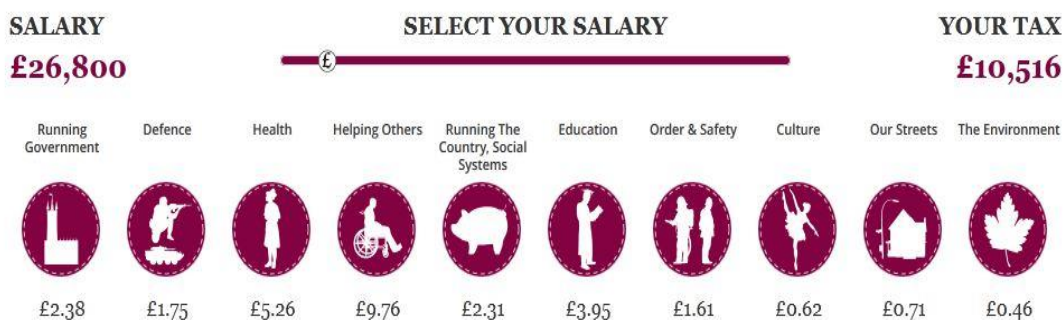 SALARY
SELECT YOUR SALARY
YOUR TAX
£26,800
£
£10,516
Running
Government
Defence
Health
Helping Others
Running The
Country, Social
Systems
Education
Order & Safety
Culture
Our Streets
The Environment
£2.38
£1.75
£5.26
£9.76
£2.31
£3.95
£1.61
£0.62
£0.71
£0.46